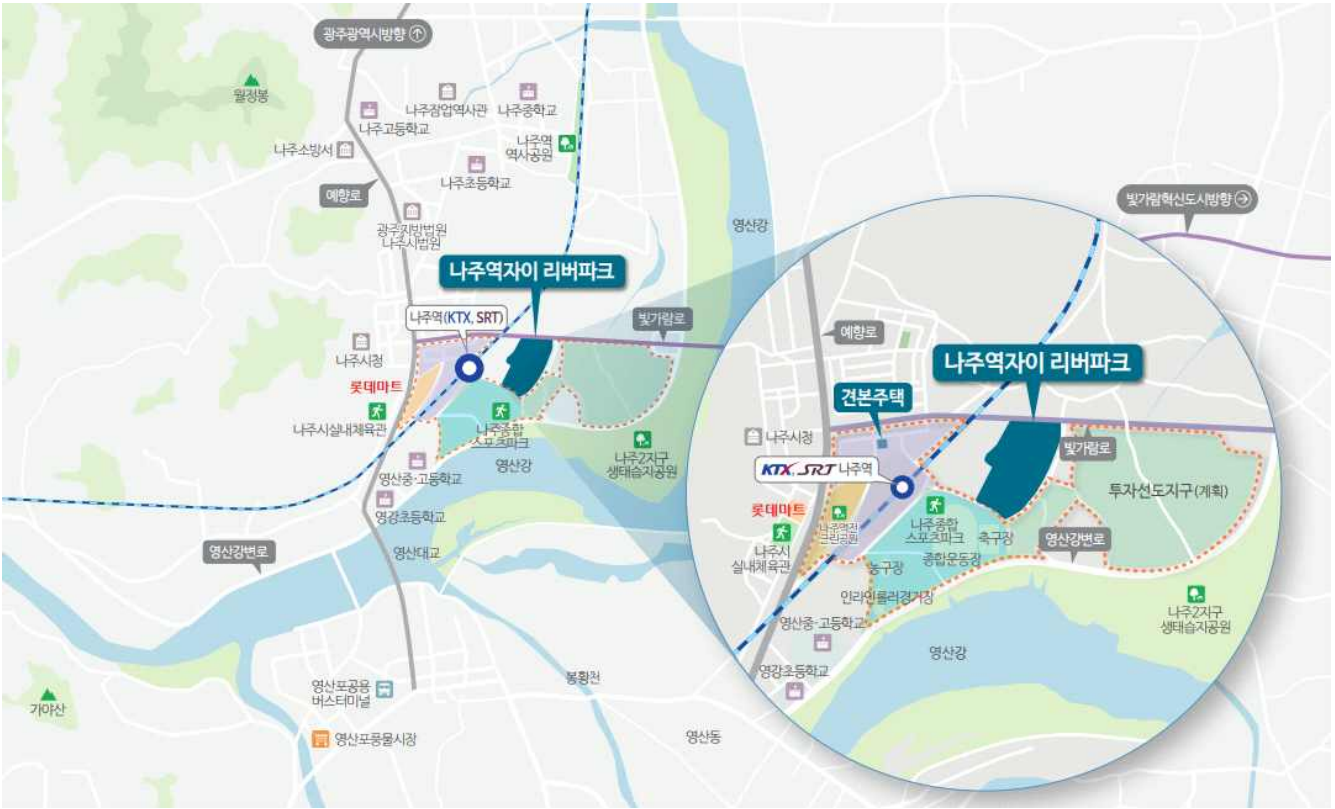 광주광역시방향
월정봉
나주잠업역사관
나주중학교
나주고등학교
나주역
역사공원
나주소방서
나주초등학교
예향로
빛가람혁신도시방향
광주지방법원
나주시법원
영산강
나주역자이 리버파크
나주역(KTX, SRT)
빛가람로
나주시청
롯데마트
나주시실내체육관
나주종합
스포츠파크
영산강
나주2지구
생태습지공원
영산중·고등학교
영강초등학교
영산강변로
영산대교
영산포공용
버스터미널
가야산
영산포풍물시장
봉황천
영산동
예향로
나주역자이 리버파크
견본주택
나주시청
빛가람로
KTX, SRT 나주역
투자선도지구(계획)
롯데마트
나주역전
근린공원
나주종합
스포츠파크
축구장
영산강변로
나주시
실내체육관
농구장
종합운동장
인라인롤러경기장
나주2지구
생태습지공원
영산중·고등학교
영산강
영강초등학교